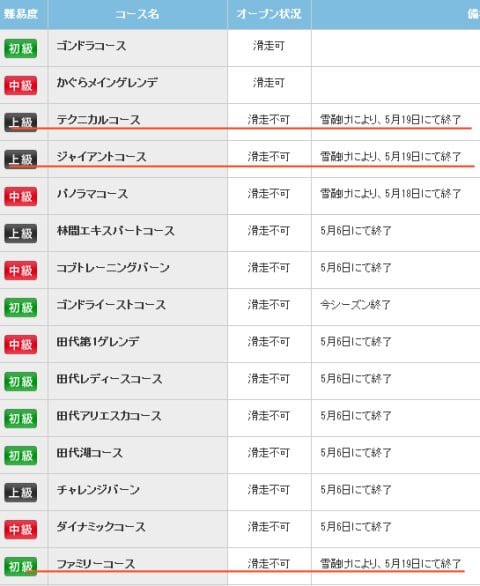 難易度 コース名 オープン状況 備
初級 ゴンドラコース 滑走可
中級 かぐらメインゲレンデ 滑走可
上級 テクニカルコース 滑走不可 雪融けにより、5月19日にて終了
上級 ジャイアントコース 滑走不可 雪融けにより、5月19日にて終了
中級 パノラマコース 滑走不可 雪融けにより、5月18日にて終了
上級 林間エキスパートコース 滑走不可 5月6日にて終了
中級 コブトレーニングバーン 滑走不可 5月6日にて終了
初級 ゴンドライーストコース 滑走不可 今シーズン終了
中級 田代第1ゲレンデ 滑走不可 5月6日にて終了
初級 田代レディースコース 滑走不可 5月6日にて終了
初級 田代アリエスカコース 滑走不可 5月6日にて終了
初級 田代湖コース 滑走不可 5月6日にて終了
上級 チャレンジバーン 滑走不可 5月6日にて終了
中級 ダイナミックコース 滑走不可 5月6日にて終了
初級 ファミリーコース 滑走不可 雪融けにより、5月19日にて終了